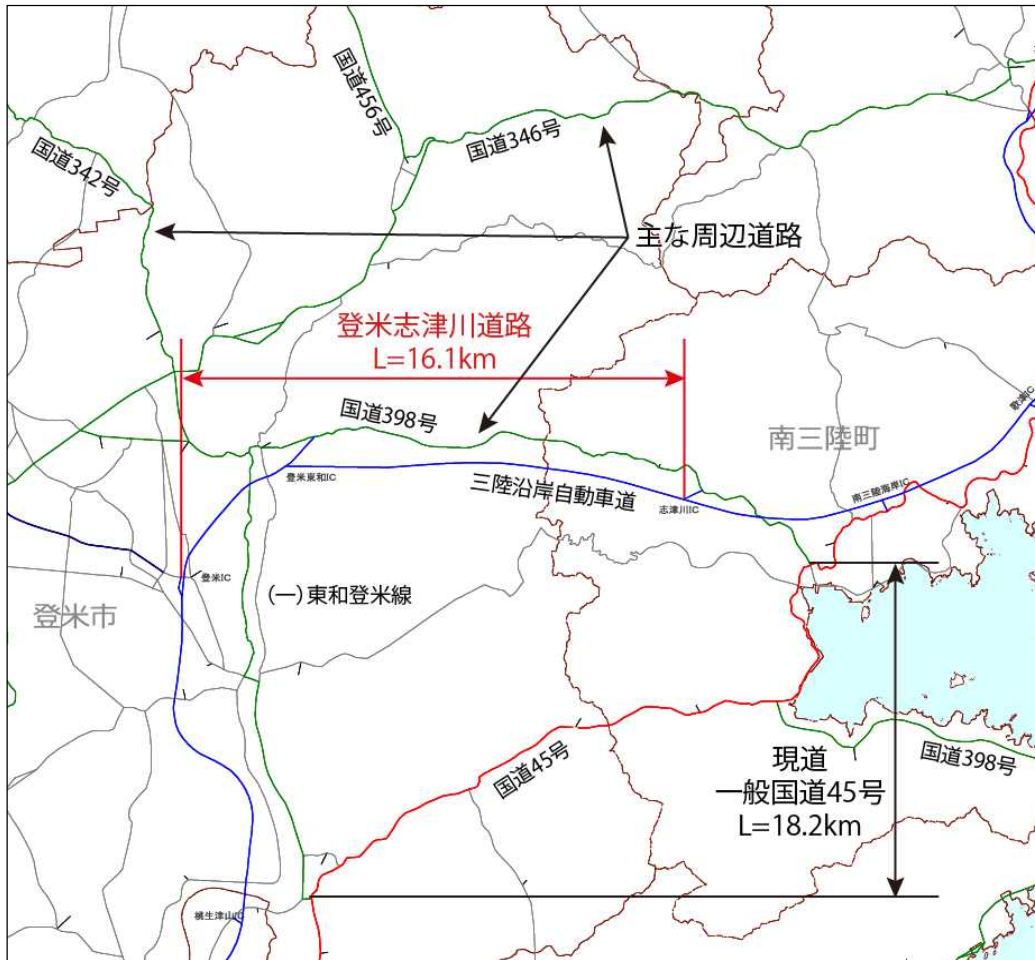 国道456号
国道346号
国道342号
主な周辺道路
登米志津川道路
L=16.1km
国道398号
南三陸町
歌津IC
登米東和IC
三陸沿岸自動車道
志津川IC
南三陸海岸IC
登米IC
(一)東和登米線
登米市
国道45号
現道
一般国道45号
L=18.2km
国道398号
桃生津山IC